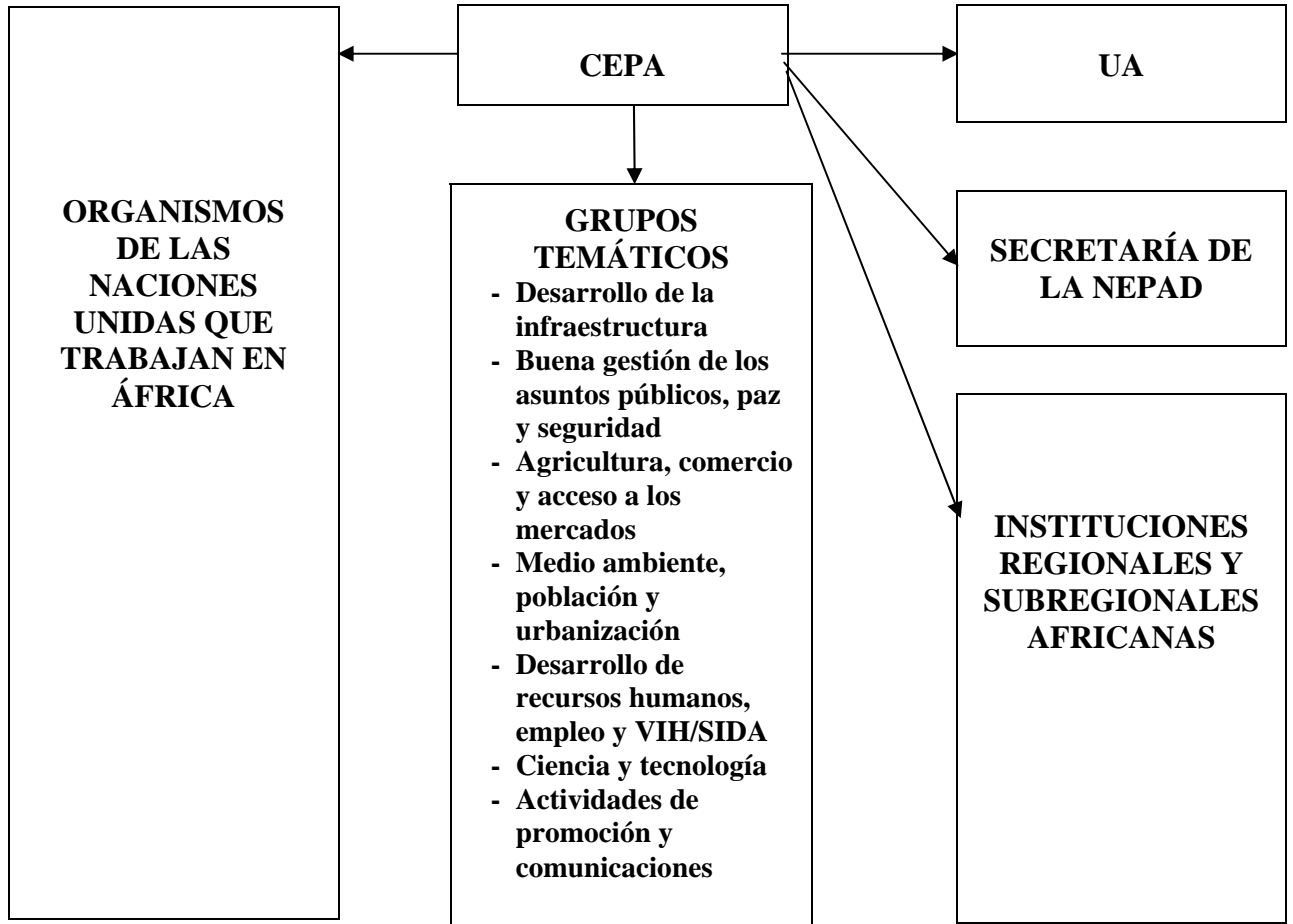 CEPA
UA
ORGANISMOS
DE LAS
NACIONES
UNIDAS QUE
TRABAJAN EN
ÁFRICA
GRUPOS
TEMÁTICOS
- Desarrollo de la
infraestructura
- Buena gestión de los
asuntos públicos, paz
y seguridad
- Agricultura, comercio
y acceso a los
mercados
- Medio ambiente,
población y
urbanización
- Desarrollo de
recursos humanos,
empleo y VIH/SIDA
- Ciencia y tecnología
- Actividades de
promoción y
comunicaciones
SECRETARÍA DE
LA NEPAD
INSTITUCIONES
REGIONALES Y
SUBREGIONALES
AFRICANAS